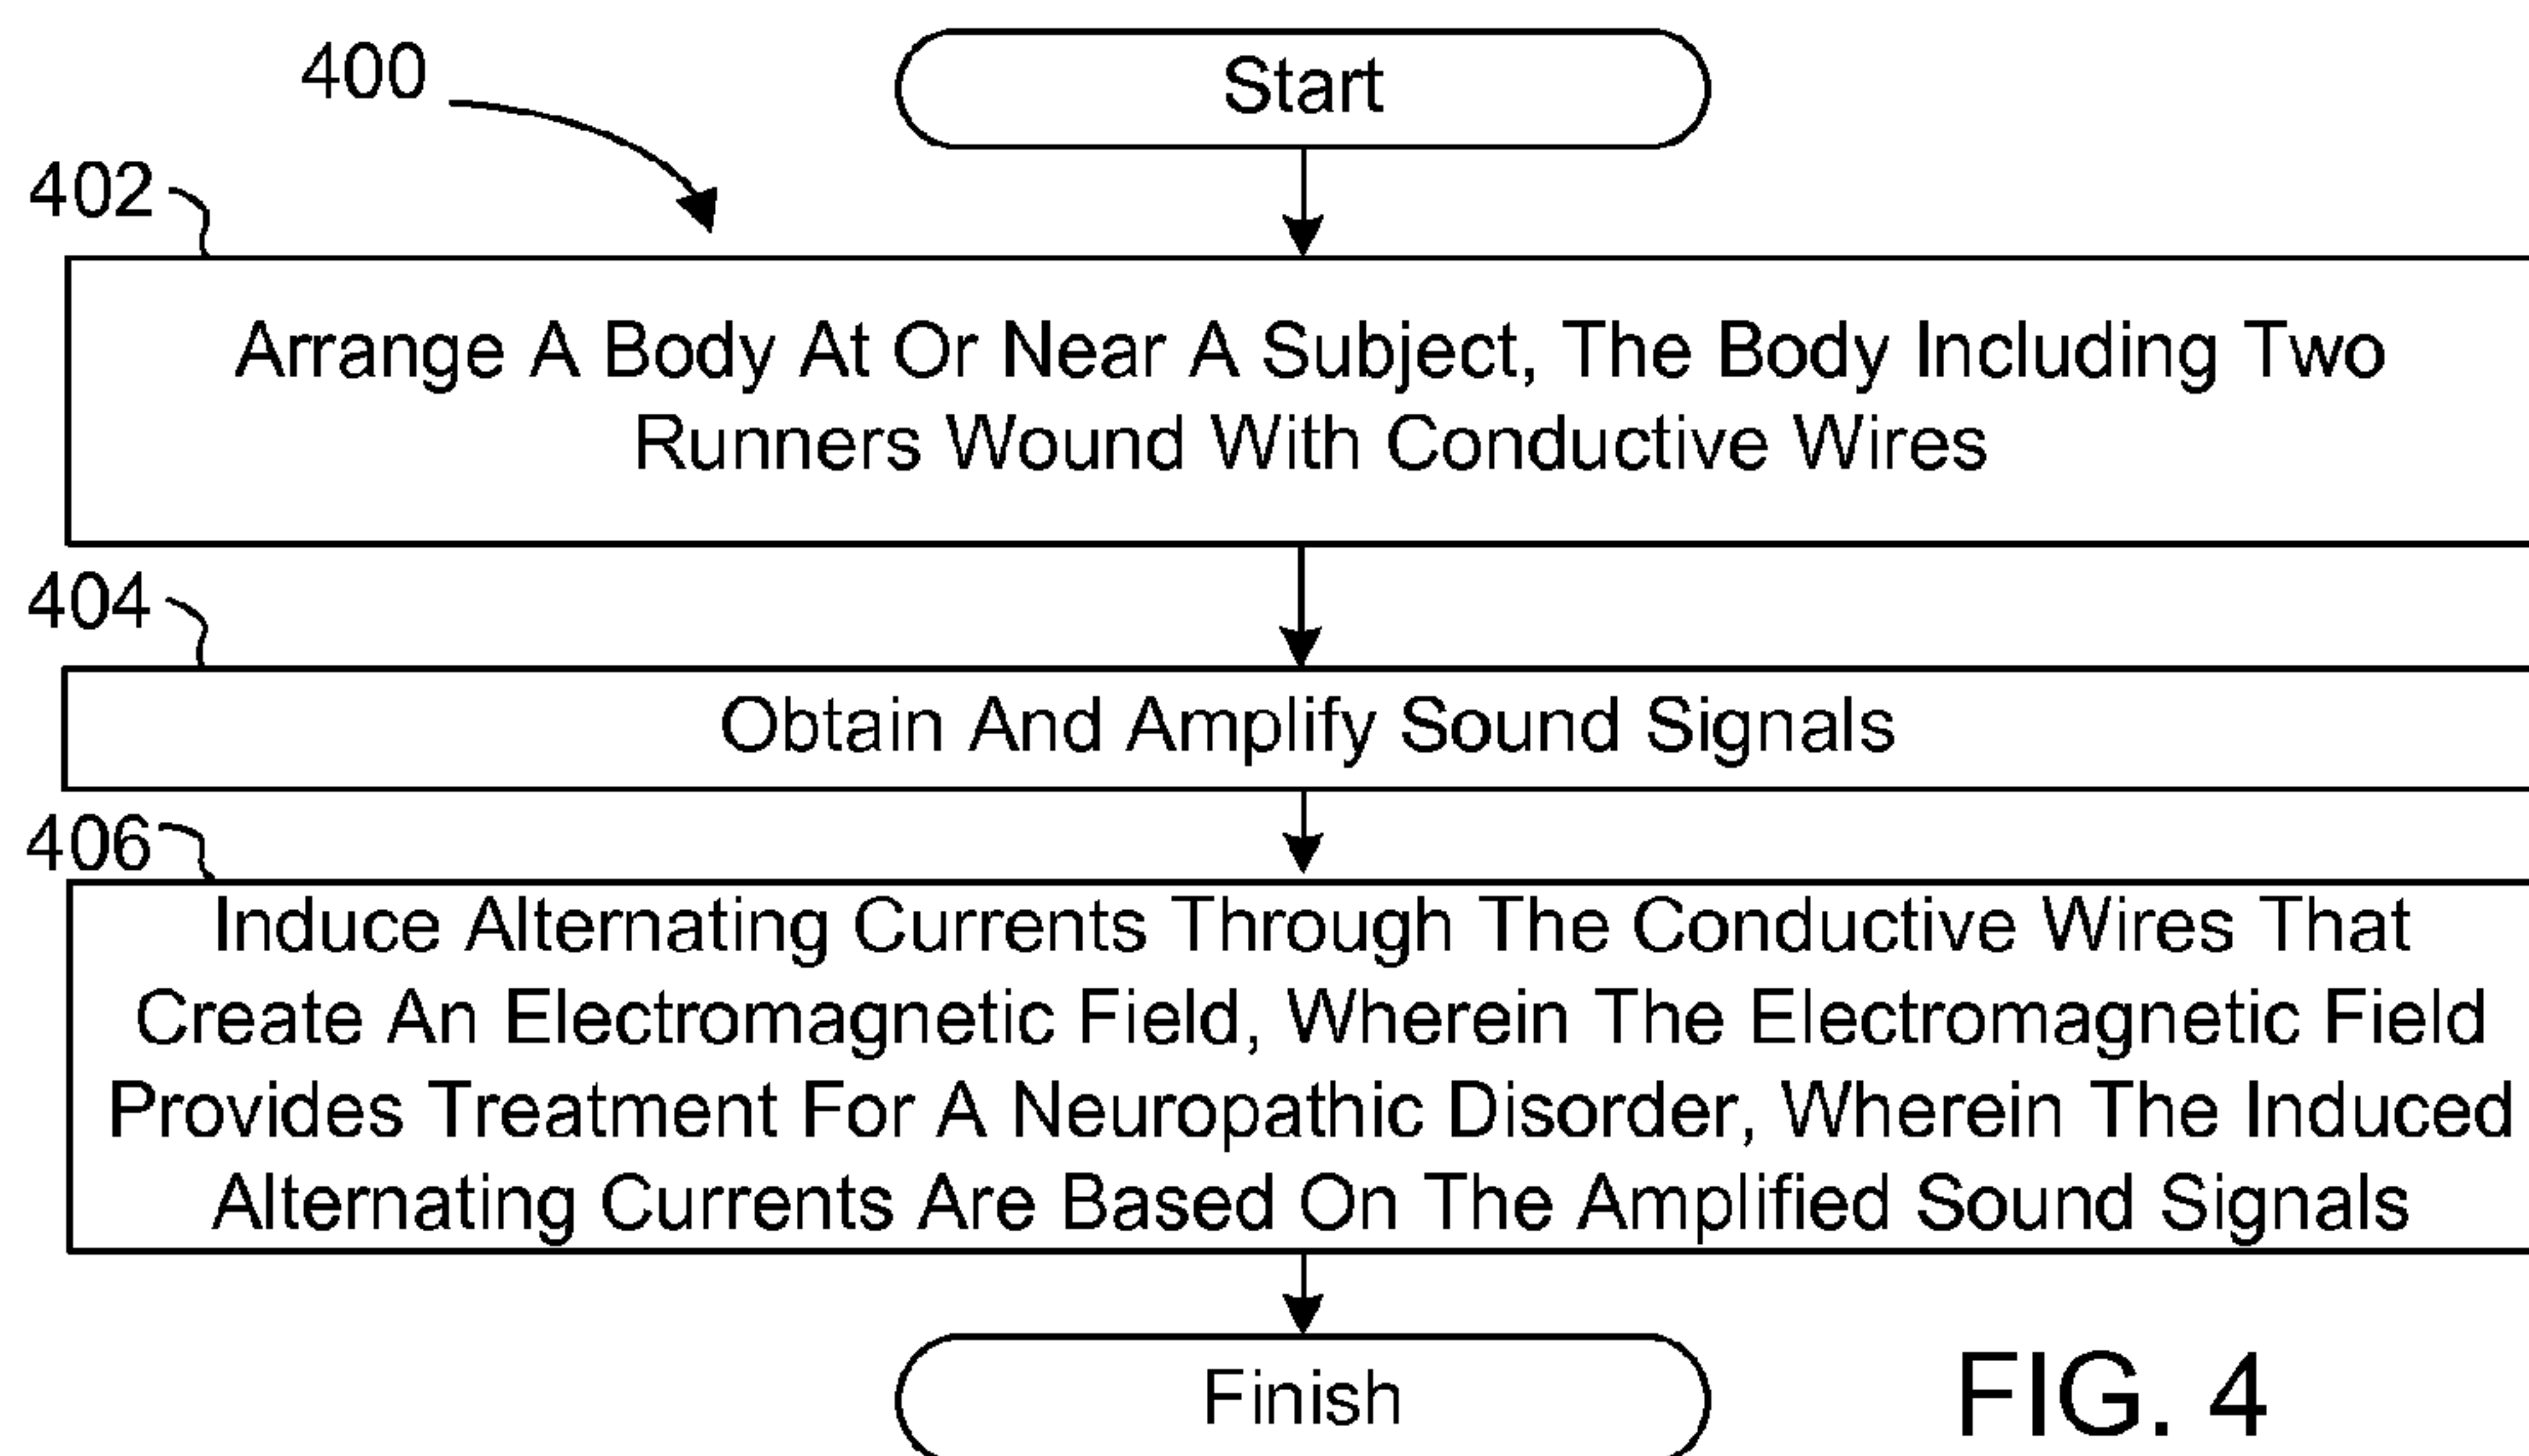 400
Start
402
Arrange A Body At Or Near A Subject, The Body Including Two
Runners Wound With Conductive Wires
404
Obtain And Amplify Sound Signals
406
Induce Alternating Currents Through The Conductive Wires That
Create An Electromagnetic Field, Wherein The Electromagnetic Field
Provides Treatment For A Neuropathic Disorder, Wherein The Induced
Alternating Currents Are Based On The Amplified Sound Signals
Finish
FIG. 4